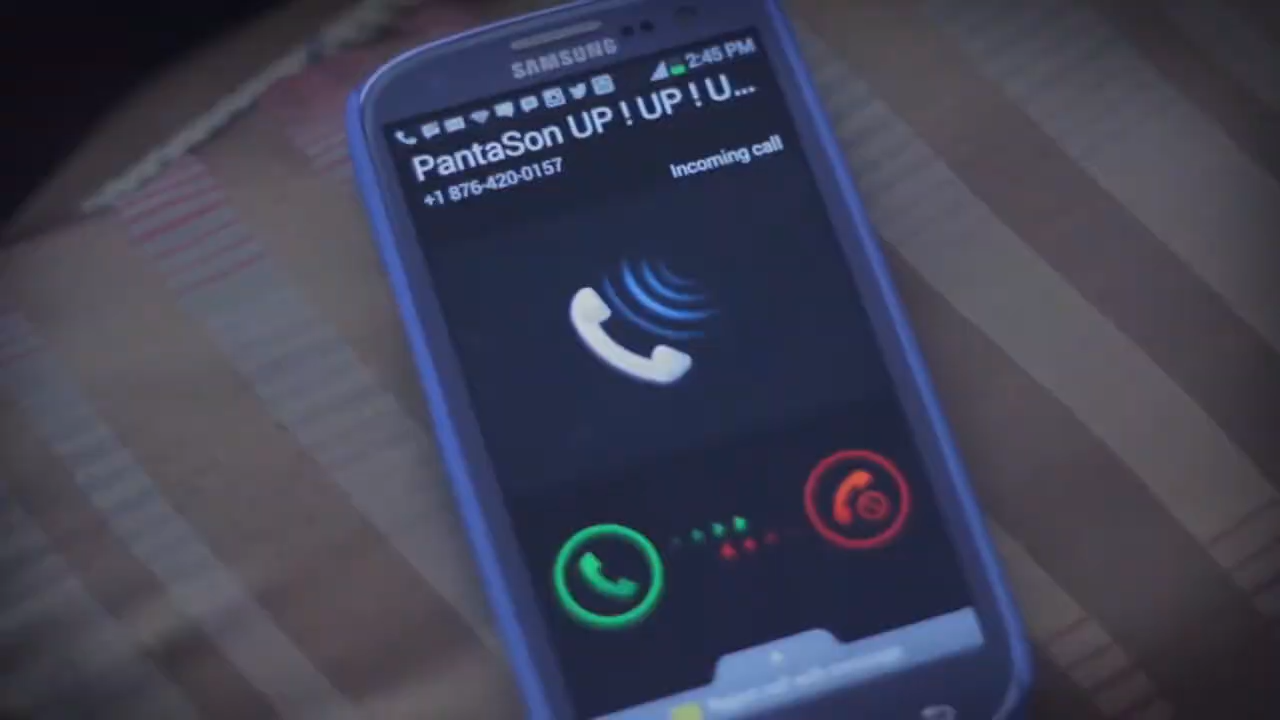 SAMSUNG
2:45 PM
PantaSon UP ! UP ! U...
+1 876-420-0157
Incoming call